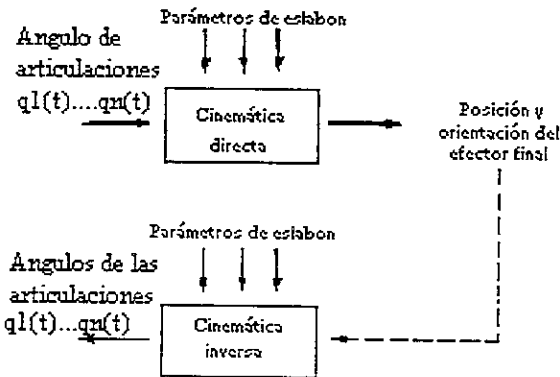 Parámetros de eslabon
Angulo de
articulaciones
q1(t)....qn(t)
Cinemática
directa
Posición y
orientación del
efector final
Parámetros de eslabon
Angulos de las
articulaciones
q1(t)...qn(t)
Cinemática
inversa